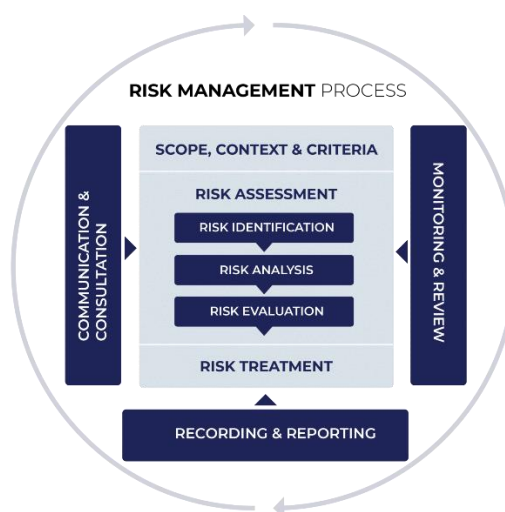 RISK MANAGEMENT PROCESS
COMMUNICATION &
CONSULTATION
SCOPE, CONTEXT & CRITERIA
RISK ASSESSMENT
RISK IDENTIFICATION
RISK ANALYSIS
RISK EVALUATION
RISK TREATMENT
MONITORING & REVIEW
RECORDING & REPORTING